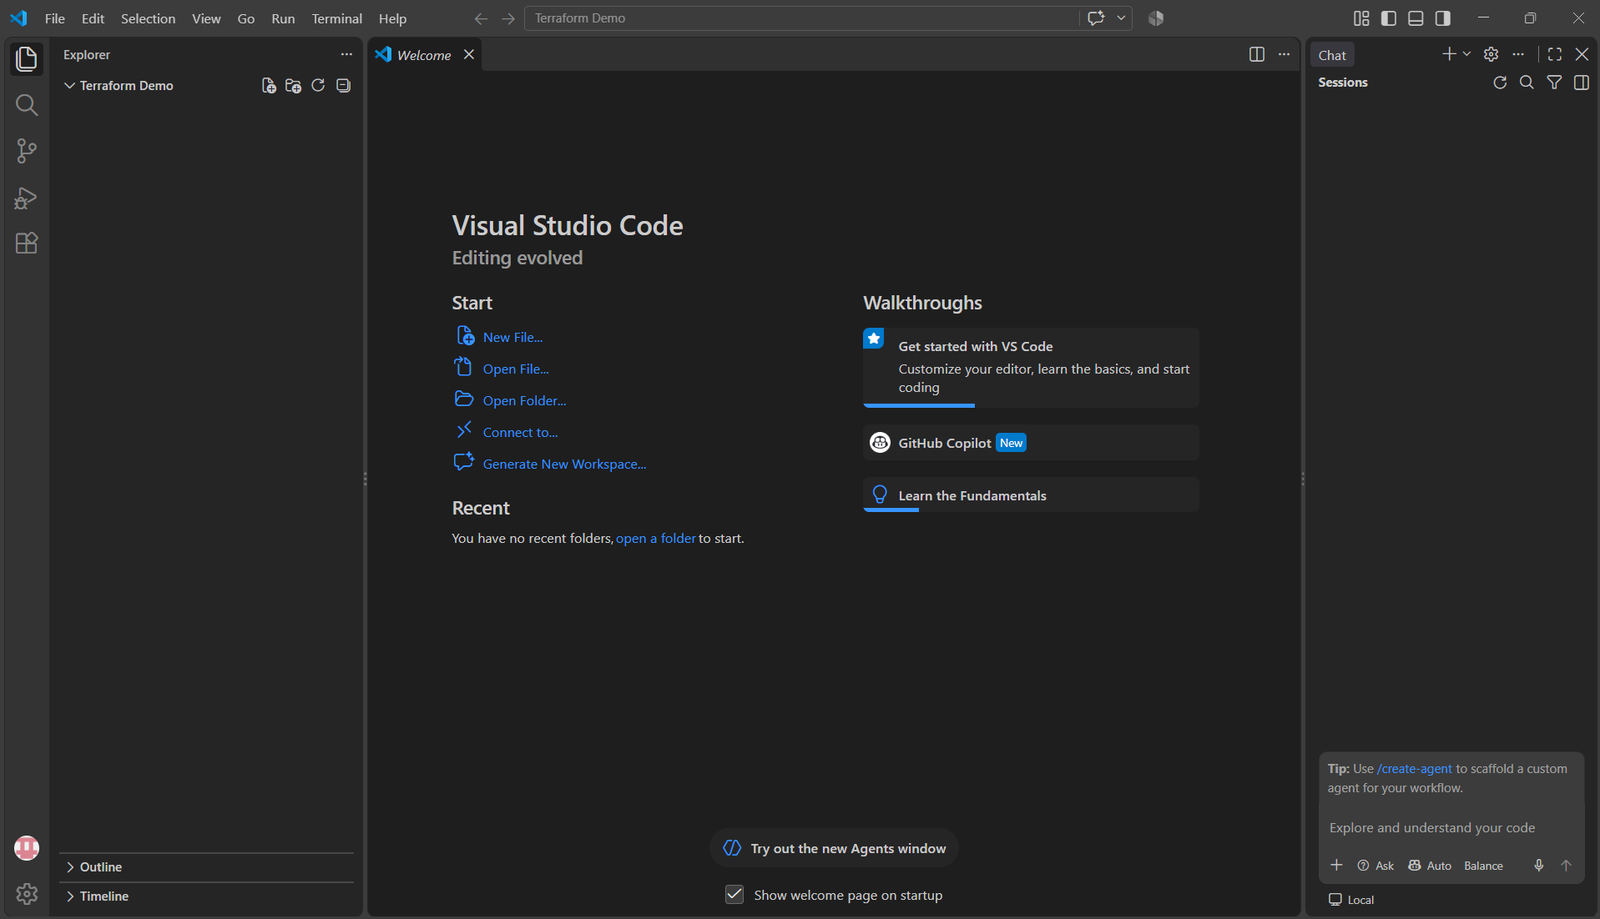 File Edit Selection View Go Run Terminal Help
Terraform Demo
Explorer
Terraform Demo
Outline
Timeline
Welcome
Visual Studio Code
Editing evolved
Start
New File...
Open File...
Open Folder...
Connect to...
Generate New Workspace...
Recent
You have no recent folders, open a folder to start.
Walkthroughs
Get started with VS Code
Customize your editor, learn the basics, and start
coding
GitHub Copilot New
Learn the Fundamentals
Try out the new Agents window
Show welcome page on startup
Chat
Sessions
Tip: Use /create-agent to scaffold a custom
agent for your workflow.
Explore and understand your code
Ask Auto Balance
Local